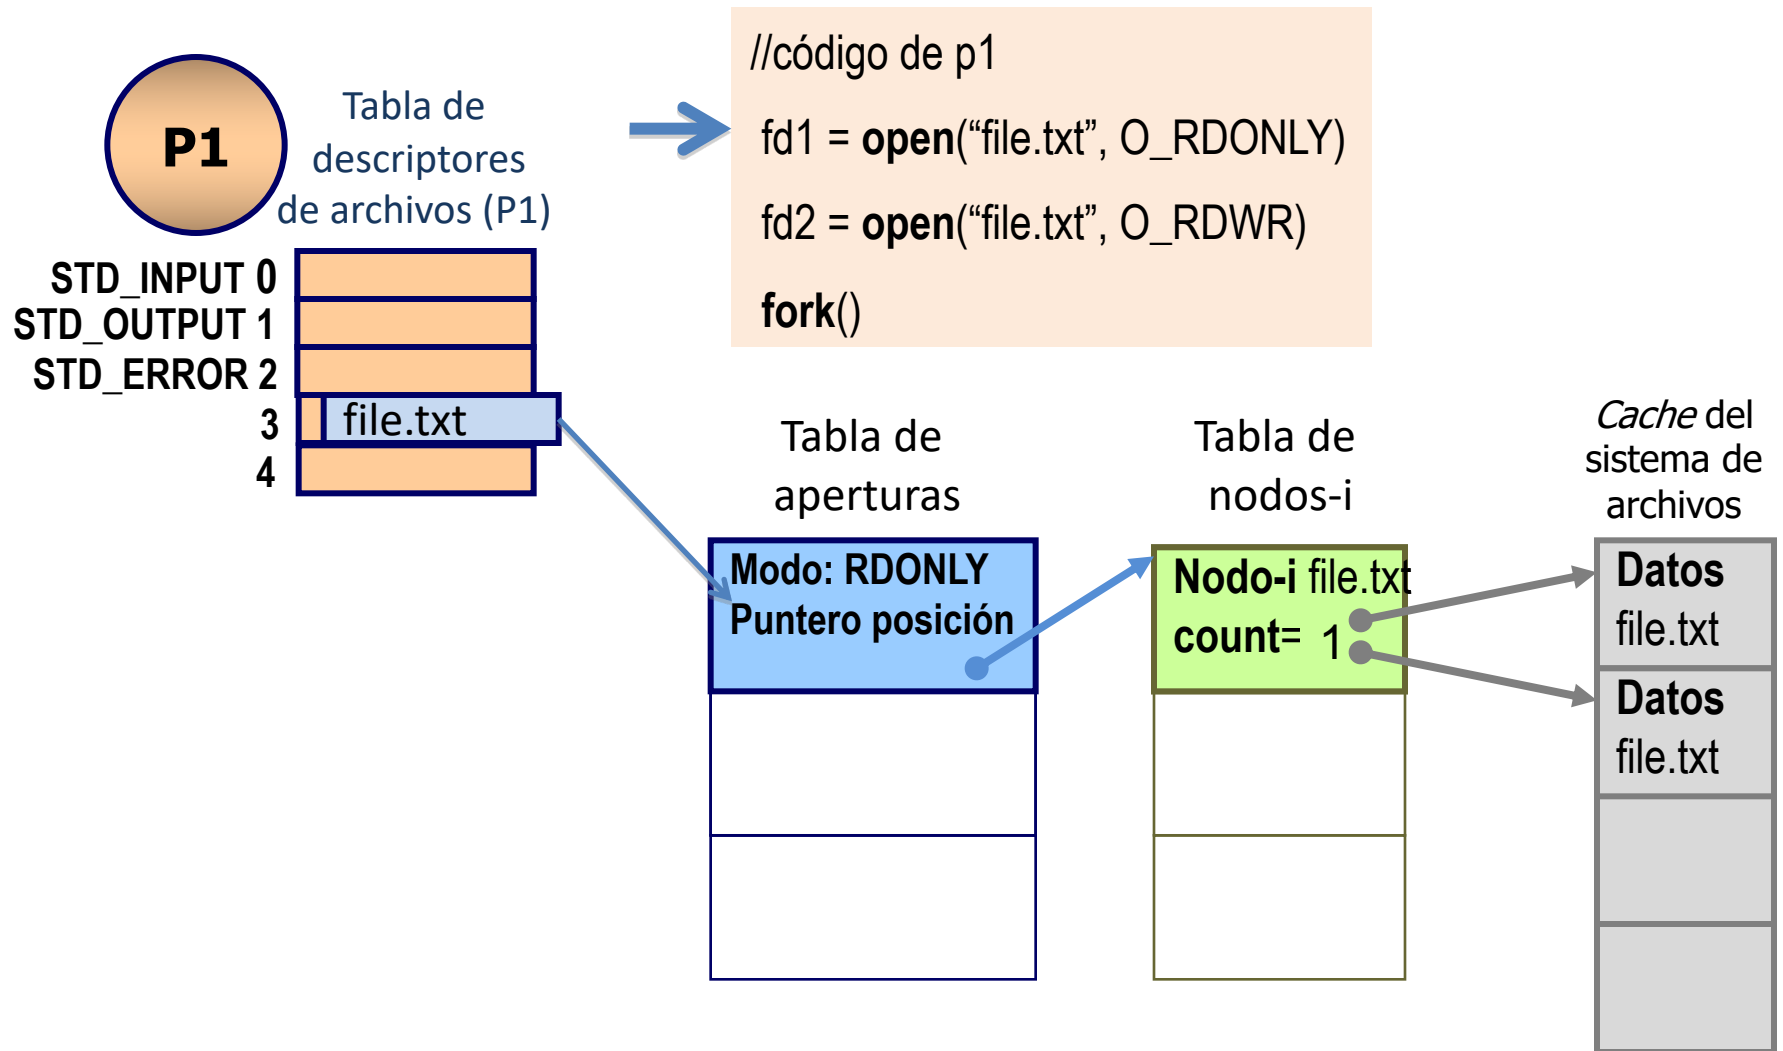 //código de p1
fd1 = open(“file.txt”, O_RDONLY)
fd2 = open(“file.txt”, O_RDWR)
fork()
P1
Tabla de
descriptores
de archivos (P1)
STD_INPUT 0
STD_OUTPUT 1
STD_ERROR 2
3 file.txt
4
Tabla de
aperturas
Modo: RDONLY
Puntero posición
Tabla de
nodos-i
Nodo-i file.txt
count= 1
Cache del
sistema de
archivos
Datos
file.txt
Datos
file.txt